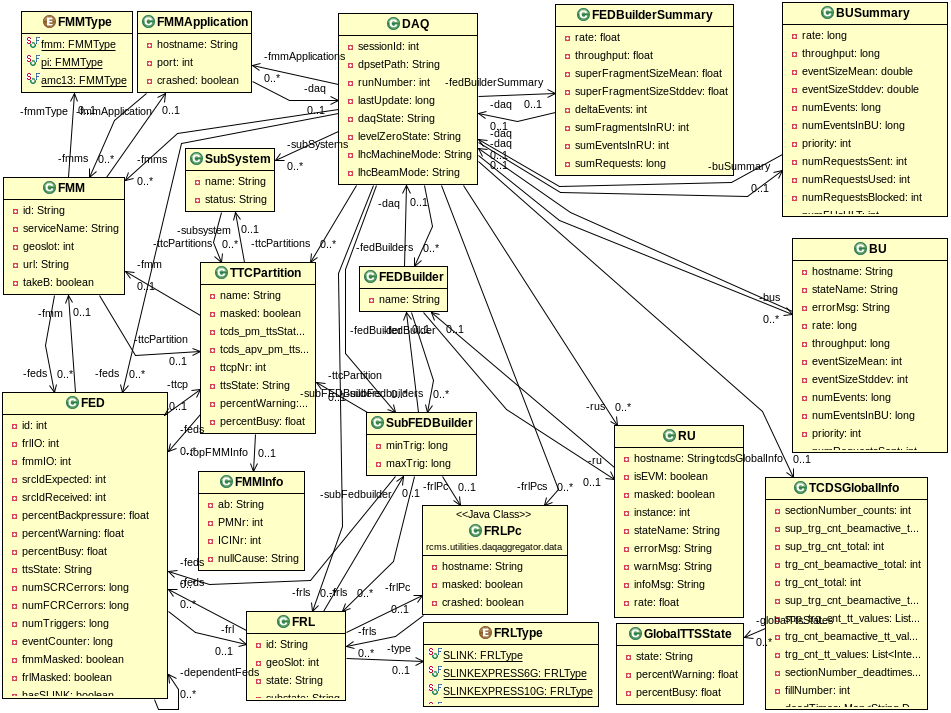 FMMType
fmm: FMMType
pi: FMMType
amc13: FMMType
FMMApplication
hostname: String
port: int
crashed: boolean
DAQ
sessionId: int
dpsetPath: String
runNumber: int
lastUpdate: long
daqState: String
levelZeroState: String
lhcMachineMode: String
lhcBeamMode: String
FEDBuilderSummary
rate: float
throughput: float
superFragmentSizeMean: float
superFragmentSizeStddev: float
deltaEvents: int
sumFragmentsInRU: int
sumEventsInRU: int
sumRequests: long
BUSummary
rate: long
throughput: long
eventSizeMean: double
eventSizeStddev: double
numEvents: long
numEventsInBU: long
priority: int
numRequestsSent: int
numRequestsUsed: int
numRequestsBlocked: int
-fmmApplications
0..*
-daq
0..1
-fedBuilderSummary
-daq
0..1
0..1
-daq
-daq
0..1
0..1
-buSummary
0..1
-fmmType
0..1
-fmmApplication
0..1
-fmms
0..*
-fmms
0..*
-subSystems
0..*
SubSystem
name: String
status: String
FMM
id: String
serviceName: String
geoslot: int
url: String
takeB: boolean
-subsystem
-ttcPartitions
0..*
-ttcPartitions
0..*
-daq
0..1
-fedBuilders
0..*
TTCPartition
name: String
masked: boolean
tcds_pm_ttsStat...
tcds_apv_pm_tts...
ttcpNr: int
ttsState: String
percentWarning:...
percentBusy: float
FEDBuilder
name: String
BU
hostname: String
stateName: String
errorMsg: String
rate: long
throughput: long
eventSizeMean: int
eventSizeStddev: int
numEvents: long
numEventsInBU: long
priority: int
-bus
0..*
-fmm
0..1
-fmm
0..1
-ttcPartition
0..1
-feds
0..*
-feds
0..*
-ttcp
0..1
-feds
0..*
-fedBuilder
0..1
-fedBuilder
0..1
-ttcPartition
0..1
-subFEDBuilder
0..*
FED
id: int
frlIO: int
fmmIO: int
srcIdExpected: int
srcIdReceived: int
percentBackpressure: float
percentWarning: float
percentBusy: float
ttsState: String
numSCRCerrors: long
numFCRCerrors: long
numTriggers: long
eventCounter: long
fmmMasked: boolean
frlMasked: boolean
hasSLINK: boolean
0..1
FMMInfo
ab: String
PMNr: int
ICINr: int
nullCause: String
SubFEDBuilder
minTrig: long
maxTrig: long
-rus
0..*
-ru
0..1
RU
hostname: String
isEVM: boolean
masked: boolean
instance: int
stateName: String
errorMsg: String
warnMsg: String
infoMsg: String
rate: float
-tcdsGlobalInfo
0..1
TCDSGlobalInfo
sectionNumber_counts: int
sup_trg_cnt_beamactive_t...
sup_trg_cnt_total: int
trg_cnt_beamactive_total: int
trg_cnt_total: int
sup_trg_cnt_beamactive_...
sup_trg_cnt_tt_values: List...
trg_cnt_beamactive_tt_val...
trg_cnt_tt_values: List<Inte...
sectionNumber_deadtimes...
fillNumber: int
-subFedbuilder
0..1
-frlPc
0..1
-frlPcs
0..*
<<Java Class>>
FRLPc
rcms.utilities.daqaggregator.data
hostname: String
masked: boolean
crashed: boolean
-feds
-feds
0..*
-frls
0..*
-frls
0..*
-frlPc
0..1
-frl
0..1
FRL
id: String
geoSlot: int
state: String
substate: String
-frls
0..*
-type
0..1
-dependentFeds
0..*
FRLType
SLINK: FRLType
SLINKEXPRESS6G: FRLType
SLINKEXPRESS10G: FRLType
GlobalTTSState
state: String
percentWarning: float
percentBusy: float
-globalTtsStates
0..*